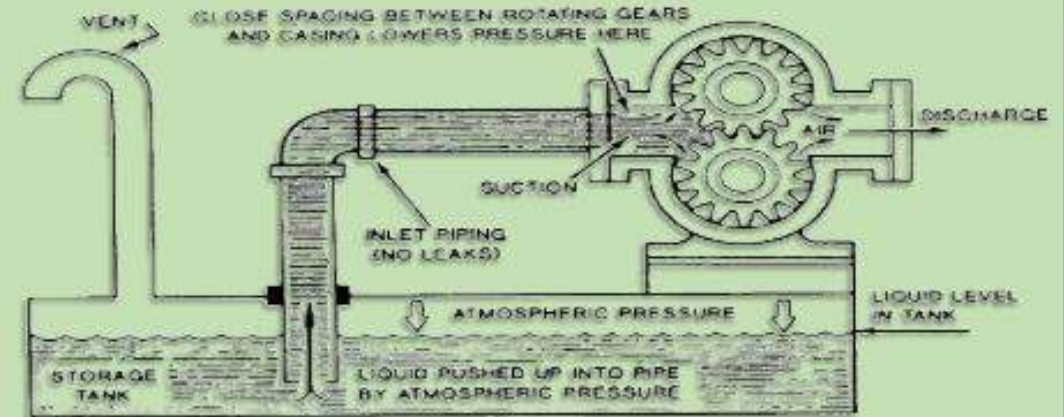 VENT
CLOSE SPACING BETWEEN ROTATING GEARS
AND CASING LOWERS PRESSURE HERE
AIR
DISCHARGE
SUCTION
INLET PIPING
(NO LEAKS)
ATMOSPHERIC PRESSURE
LIQUID LEVEL
IN TANK
STORAGE
TANK
LIQUID PUSHED UP INTO PIPE
BY ATMOSPHERIC PRESSURE